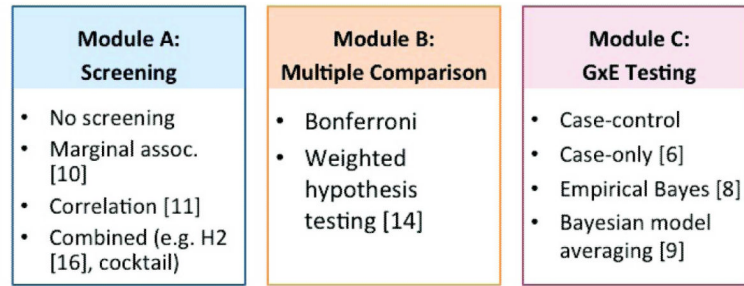 Module A:
Screening
• No screening
• Marginal assoc.
[10]
• Correlation [11]
• Combined (e.g. H2
[16], cocktail)
Module B:
Multiple Comparison
• Bonferroni
• Weighted
hypothesis
testing [14]
Module C:
GxE Testing
• Case-control
• Case-only [6]
• Empirical Bayes [8]
• Bayesian model
averaging [9]